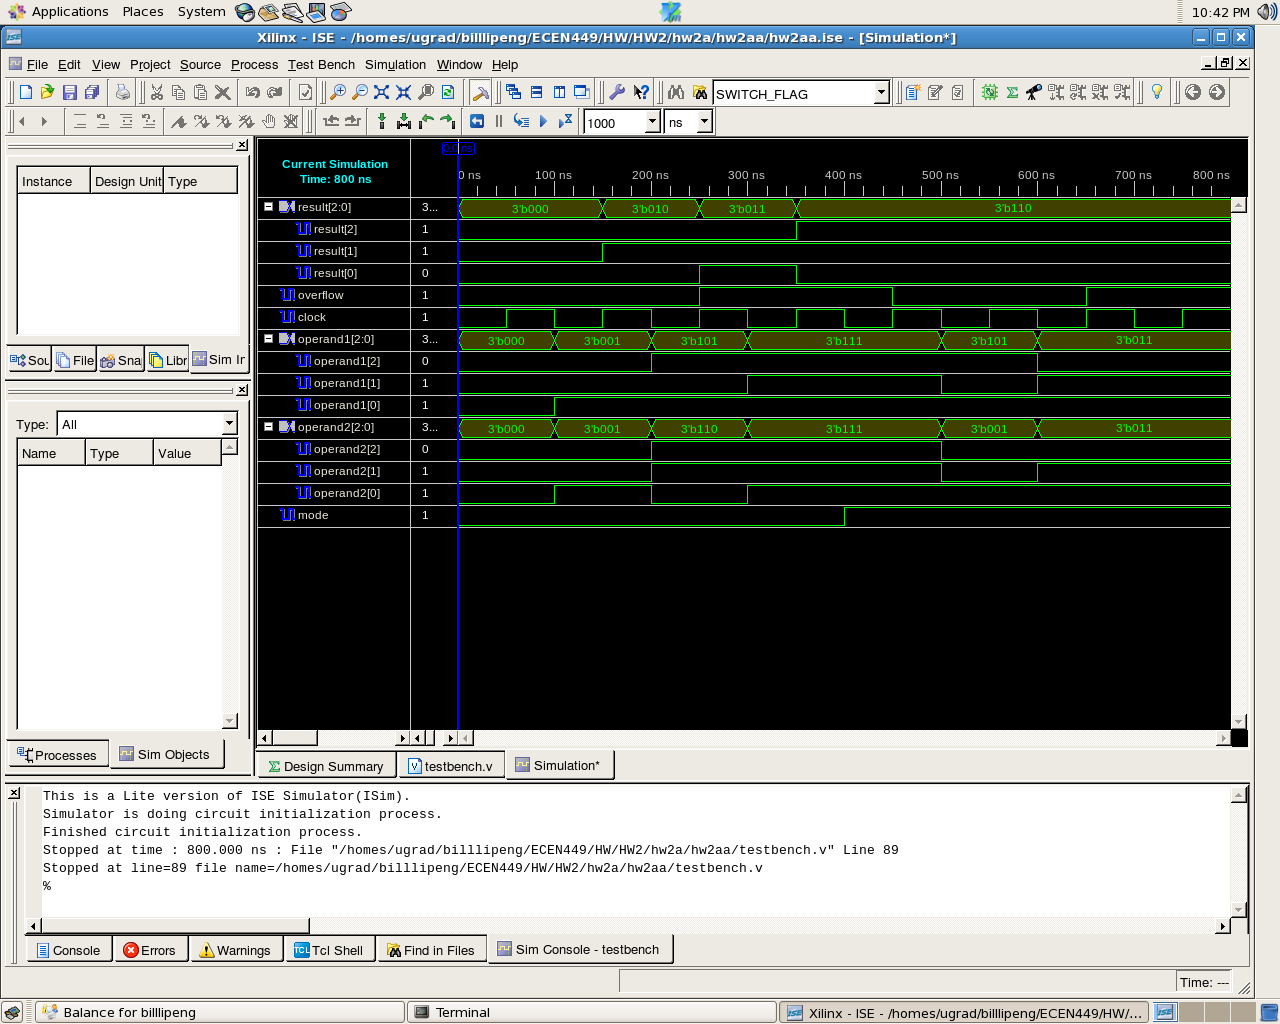 Applications Places System 10:42 PM
Xilinx - ISE - /homes/ugrad/billlipeng/ECEN449/HW/HW2/hw2a/hw2aa/hw2aa.ise - [Simulation*]
File Edit View Project Source Process Test Bench Simulation Window Help
SWITCH_FLAG
1000 ns
Instance Design Unit Type
Sou File Sna Libr Sim Ir
Type: All
Name Type Value
Processes Sim Objects
Current Simulation
Time: 800 ns
0.0 ns
0 ns 100 ns 200 ns 300 ns 400 ns 500 ns 600 ns 700 ns 800 ns
result[2:0] 3... 3'b000 3'b010 3'b011 3'b110
result[2] 1
result[1] 1
result[0] 0
overflow 1
clock 1
operand1[2:0] 3... 3'b000 3'b001 3'b101 3'b111 3'b101 3'b011
operand1[2] 0
operand1[1] 1
operand1[0] 1
operand2[2:0] 3... 3'b000 3'b001 3'b110 3'b111 3'b001 3'b011
operand2[2] 0
operand2[1] 1
operand2[0] 1
mode 1
Design Summary testbench.v Simulation*
This is a Lite version of ISE Simulator(ISim).
Simulator is doing circuit initialization process.
Finished circuit initialization process.
Stopped at time : 800.000 ns : File "/homes/ugrad/billlipeng/ECEN449/HW/HW2/hw2a/hw2aa/testbench.v" Line 89
Stopped at line=89 file name=/homes/ugrad/billlipeng/ECEN449/HW/HW2/hw2a/hw2aa/testbench.v
%
Console Errors Warnings TCL Tcl Shell Find in Files Sim Console - testbench
Time: ---
Balance for billlipeng Terminal Xilinx - ISE - /homes/ugrad/billlipeng/ECEN449/HW/...